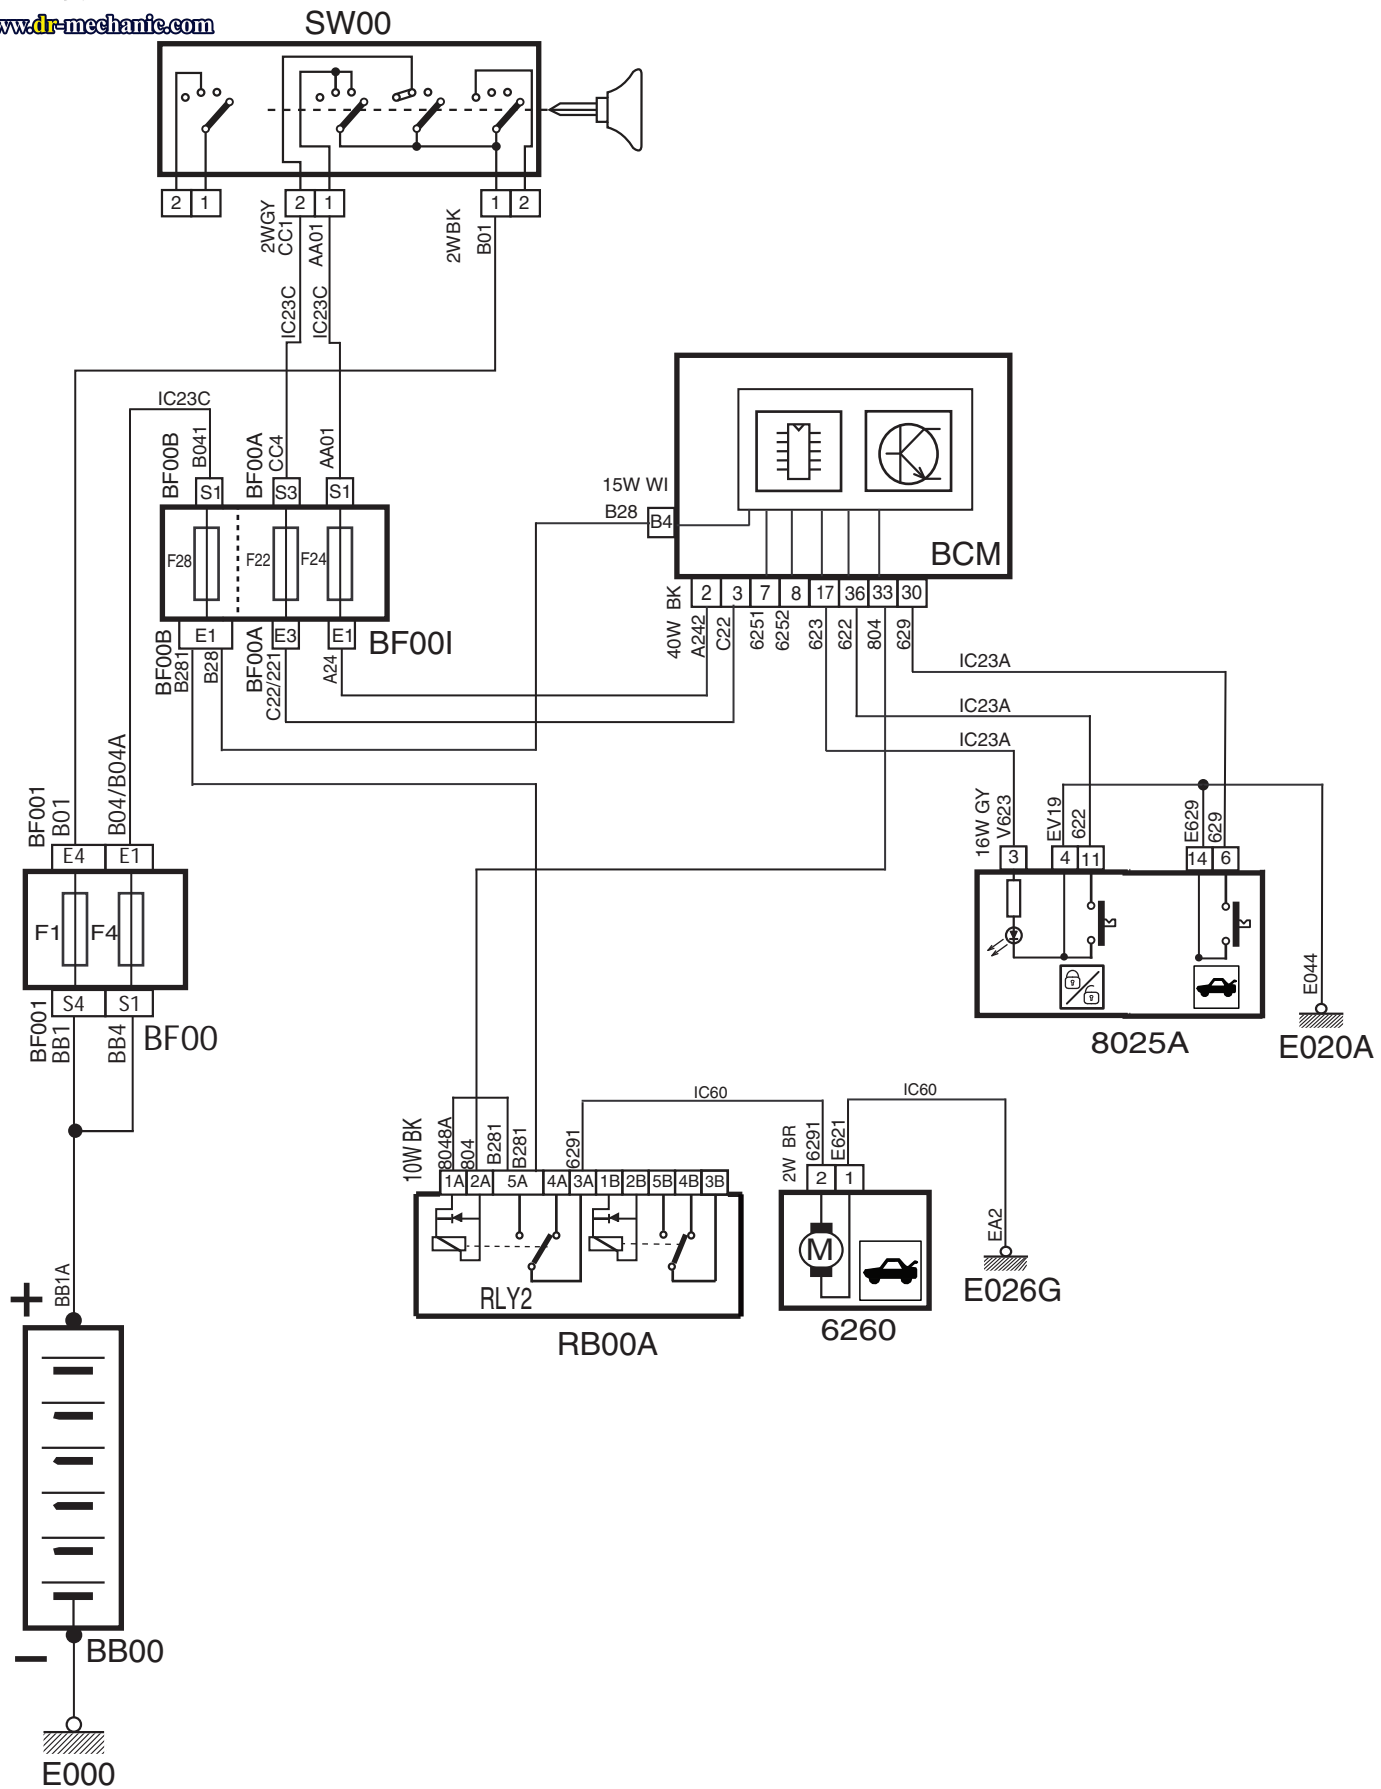 www.dr-mechanic.com
SW00
2 1
2 1
1 2
2WGY
CC1
AA01
2WBK
B01
IC23C
IC23C
IC23C
BF00B
B041
BF00A
CC4
AA01
S1
S3
S1
F28
F22
F24
E1
E3
E1
BF00I
BF00B
B281
B28
BF00A
C22/221
A24
15W WI
B28
B4
BCM
2 3 7 8 17 36 33 30
40W BK
A242
C22
6251
6252
623
622
804
629
IC23A
IC23A
IC23A
BF001
B01
B04/B04A
E4 E1
F1 F4
S4 S1
BF001
BB1
BB4
BF00
16W GY
V623
EV19
622
E629
629
3
4 11
14 6
8025A
E044
E020A
IC60
IC60
10W BK
8048A
804
B281
B281
6291
1A 2A 5A 4A 3A 1B 2B 5B 4B 3B
RLY2
RB00A
2W BR
6291
E621
2 1
M
6260
EA2
E026G
BB1A
+
−
BB00
E000